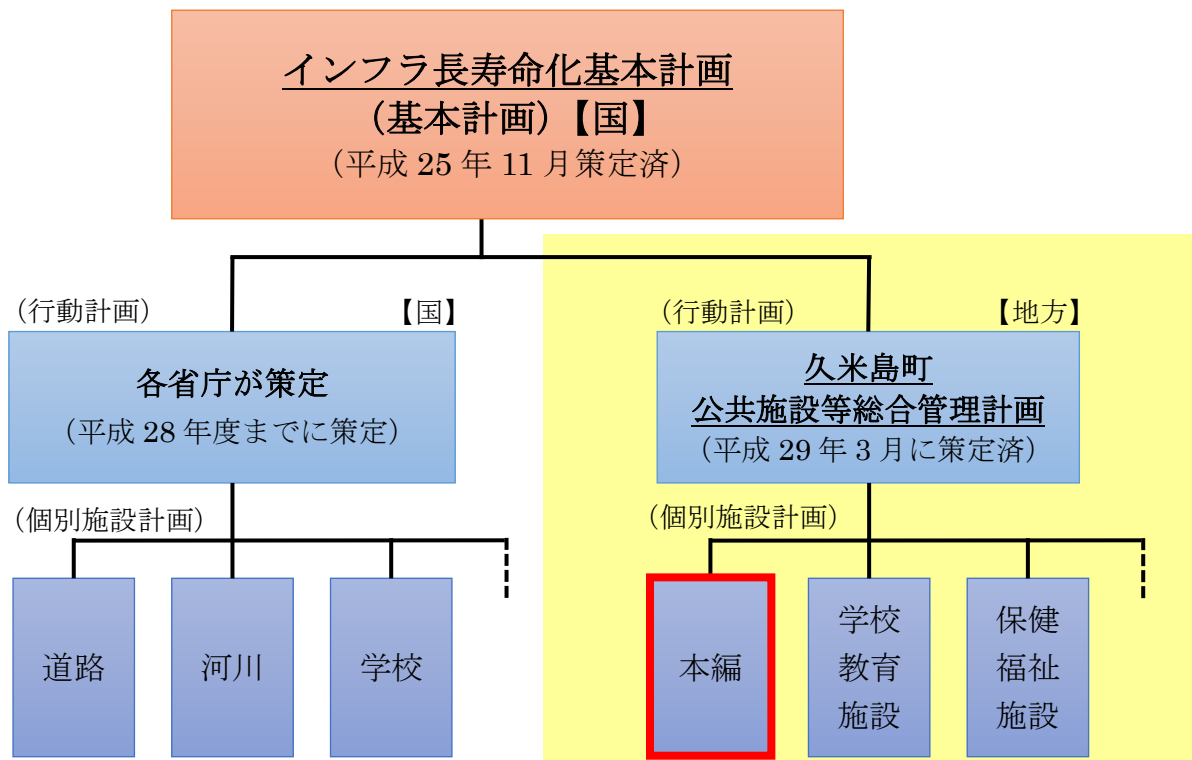 インフラ長寿命化基本計画
（基本計画）【国】
（平成 25 年 11 月策定済）
（行動計画）
【国】
各省庁が策定
（平成 28 年度までに策定）
（個別施設計画）
道路
河川
学校
（行動計画）
【地方】
久米島町
公共施設等総合管理計画
（平成 29 年 3 月に策定済）
（個別施設計画）
本編
学校
教育
施設
保健
福祉
施設